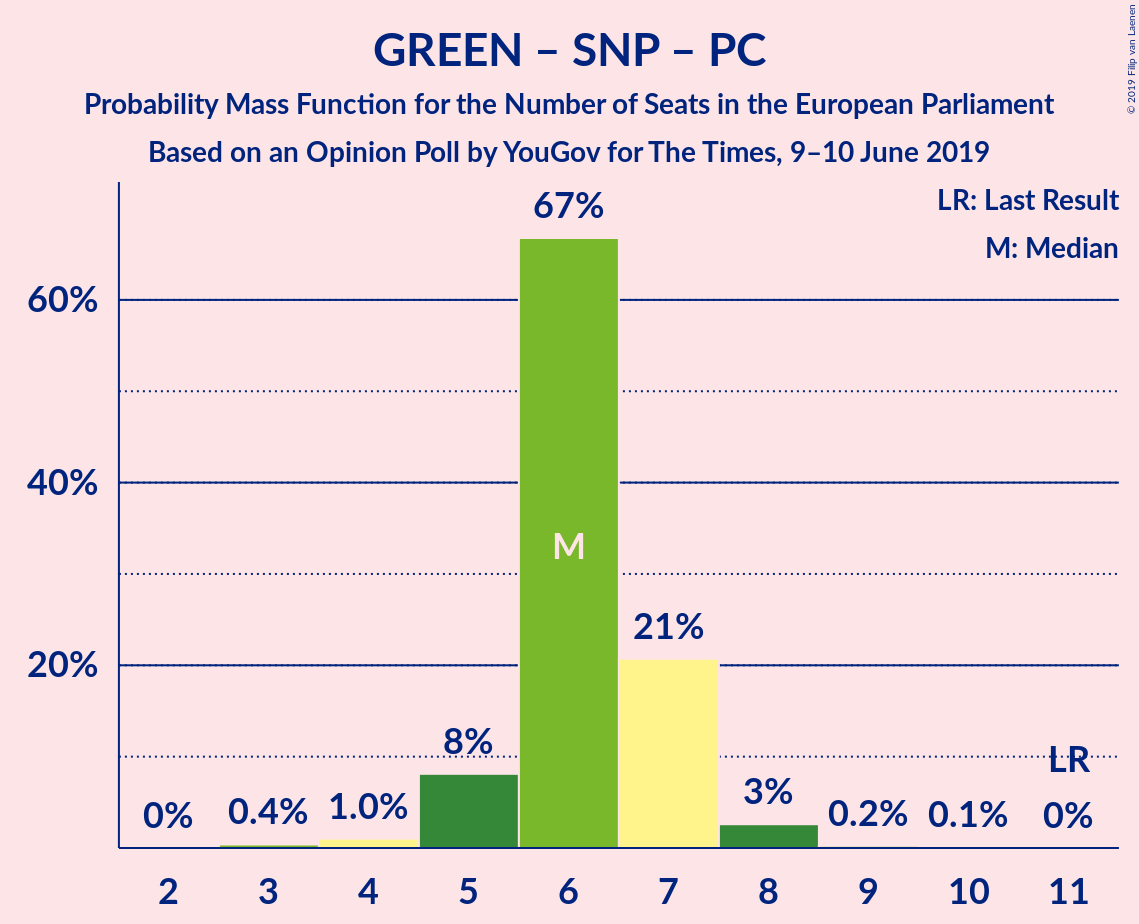 GREEN – SNP – PC
Probability Mass Function for the Number of Seats in the European Parliament
Based on an Opinion Poll by YouGov for The Times, 9–10 June 2019
© 2019 Filip van Laenen
LR: Last Result
M: Median
60%
40%
20%
0%
0.4%
1.0%
8%
67%
M
21%
3%
0.2%
0.1%
LR
0%
2 3 4 5 6 7 8 9 10 11